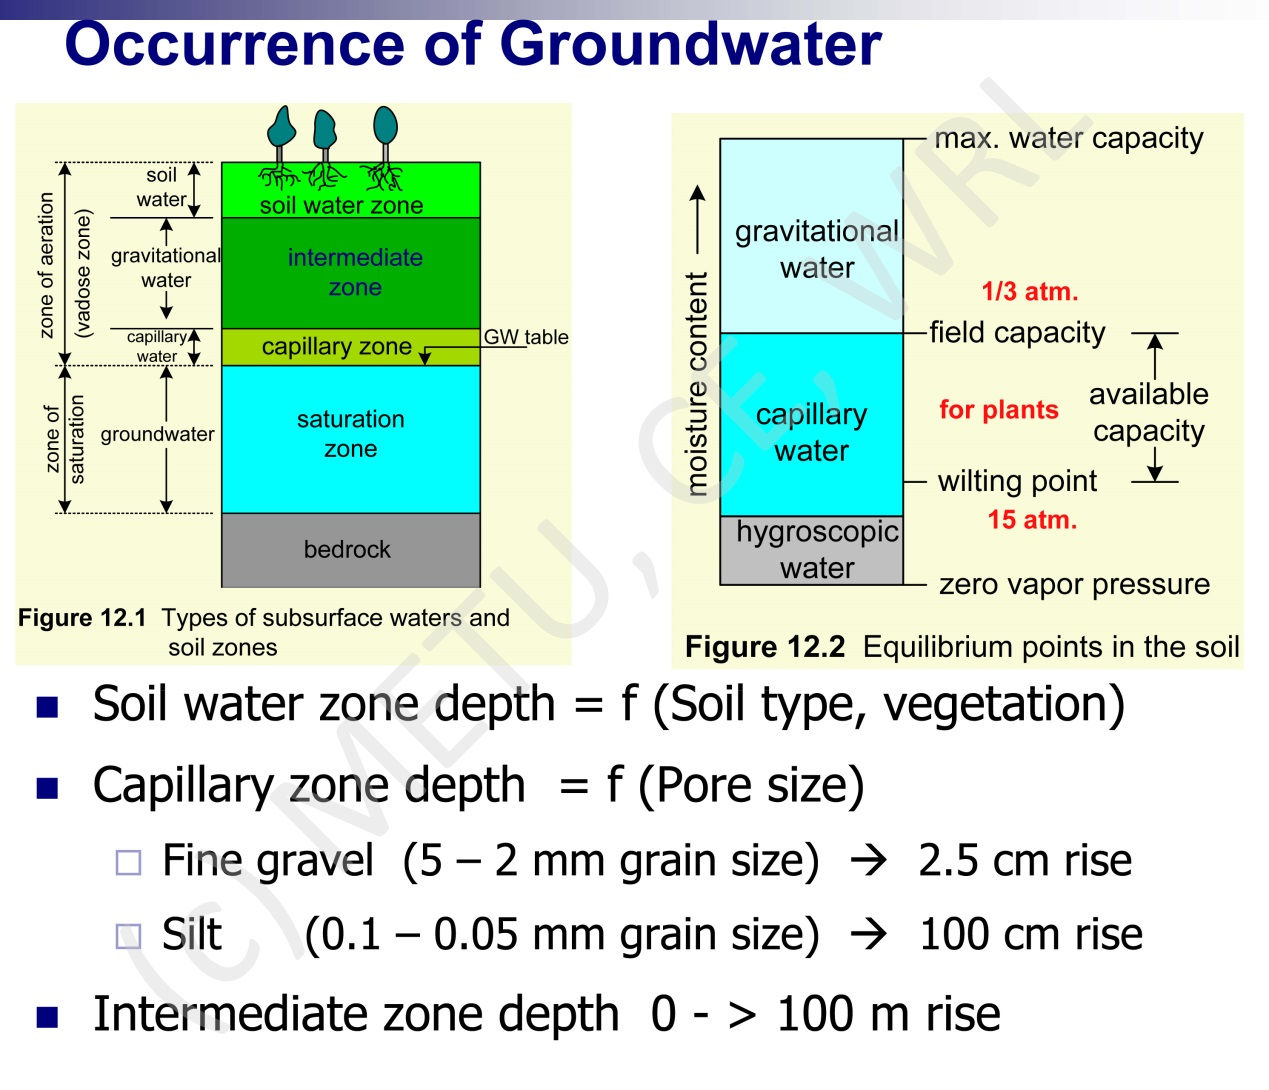 Occurrence of Groundwater
zone of aeration
(vadose zone)
soil
water
gravitational
water
capillary
water
zone of
saturation
groundwater
soil water zone
intermediate
zone
capillary zone
GW table
saturation
zone
bedrock
Figure 12.1 Types of subsurface waters and
soil zones
moisture content
gravitational
water
capillary
water
hygroscopic
water
max. water capacity
1/3 atm.
field capacity
for plants
available
capacity
wilting point
15 atm.
zero vapor pressure
Figure 12.2 Equilibrium points in the soil
Soil water zone depth = f (Soil type, vegetation)
Capillary zone depth = f (Pore size)
Fine gravel (5 – 2 mm grain size) → 2.5 cm rise
Silt (0.1 – 0.05 mm grain size) → 100 cm rise
Intermediate zone depth 0 - > 100 m rise
(c) METU, CE, WRL